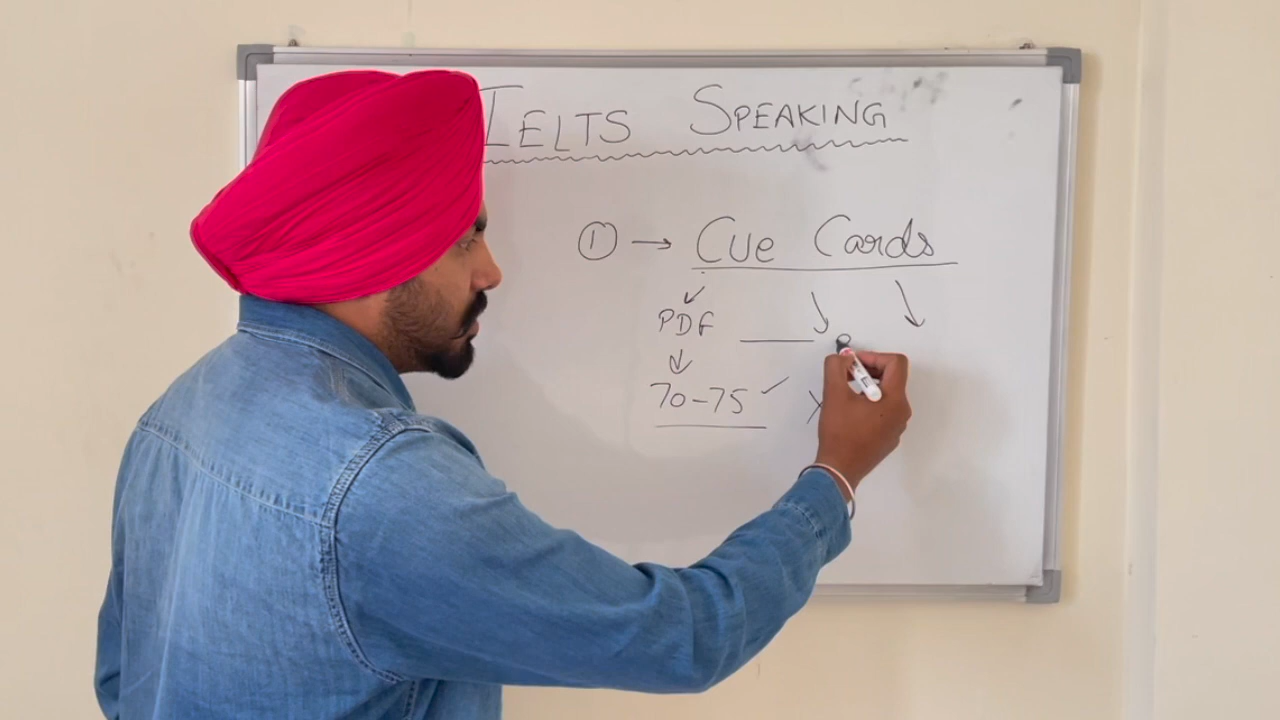 IELTS SPEAKING
① → Cue Cards
PDF
70-75 ✓